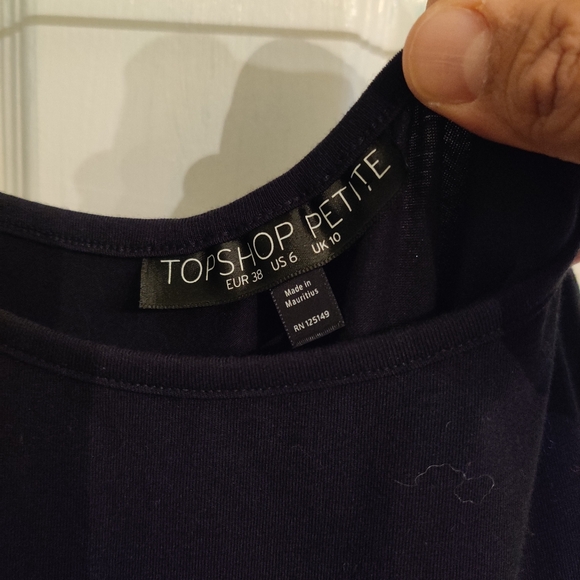 TOPSHOP PETITE
EUR 38 US 6 UK 10
Made in
Mauritius
RN 125149